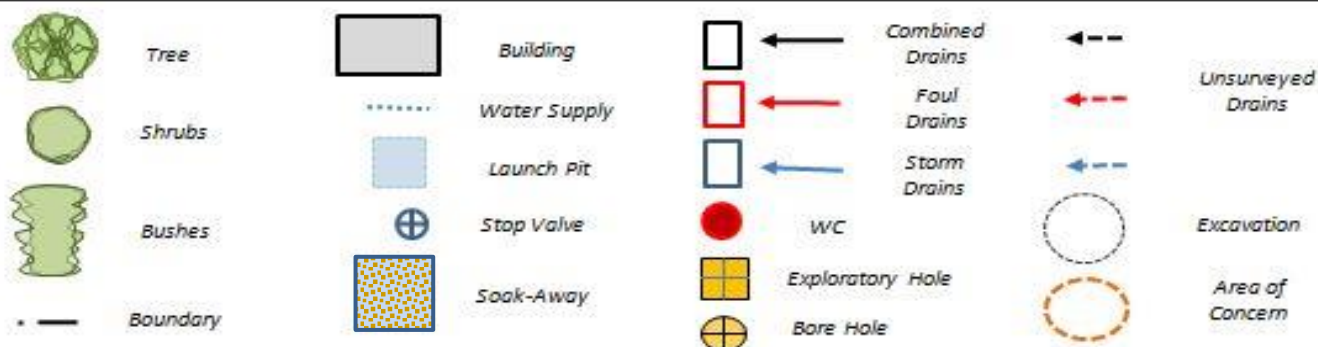 Tree
Shrubs
Bushes
Boundary
Building
Water Supply
Launch Pit
Stop Valve
Soak-Away
Combined
Drains
Foul
Drains
Storm
Drains
WC
Exploratory Hole
Bore Hole
Unsurveyed
Drains
Excavation
Area of
Concern